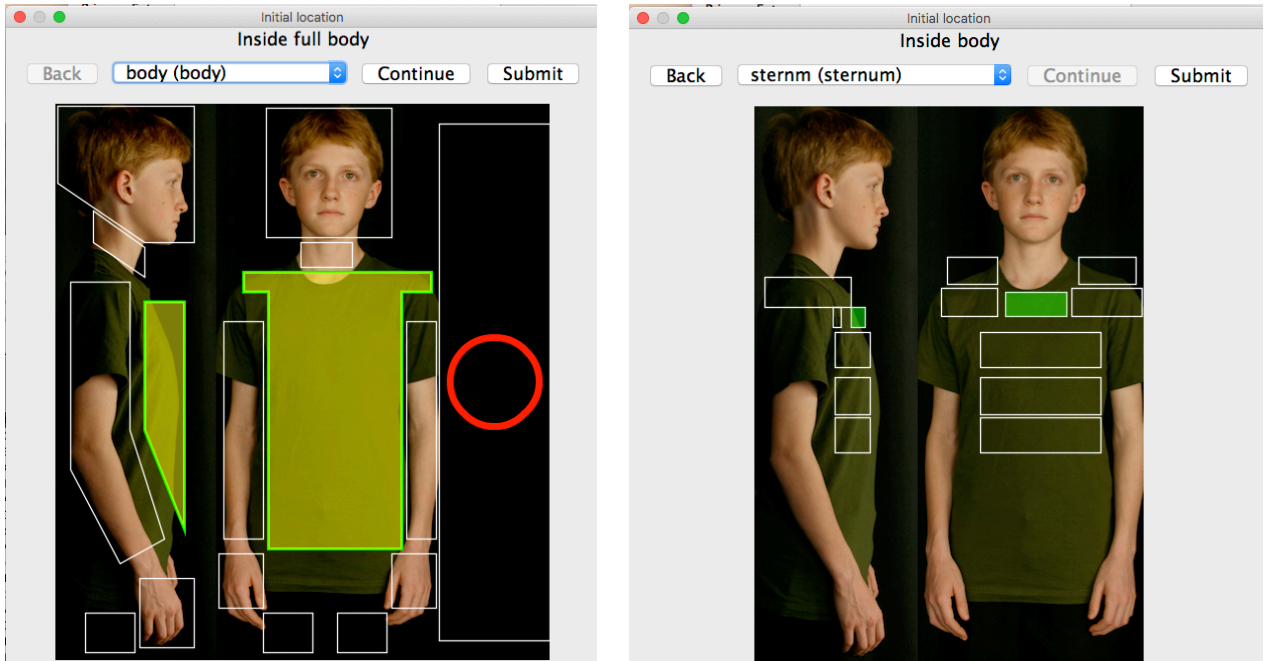 Initial location
Inside full body
Back
body (body)
Continue
Submit
Initial location
Inside body
Back
sternm (sternum)
Continue
Submit